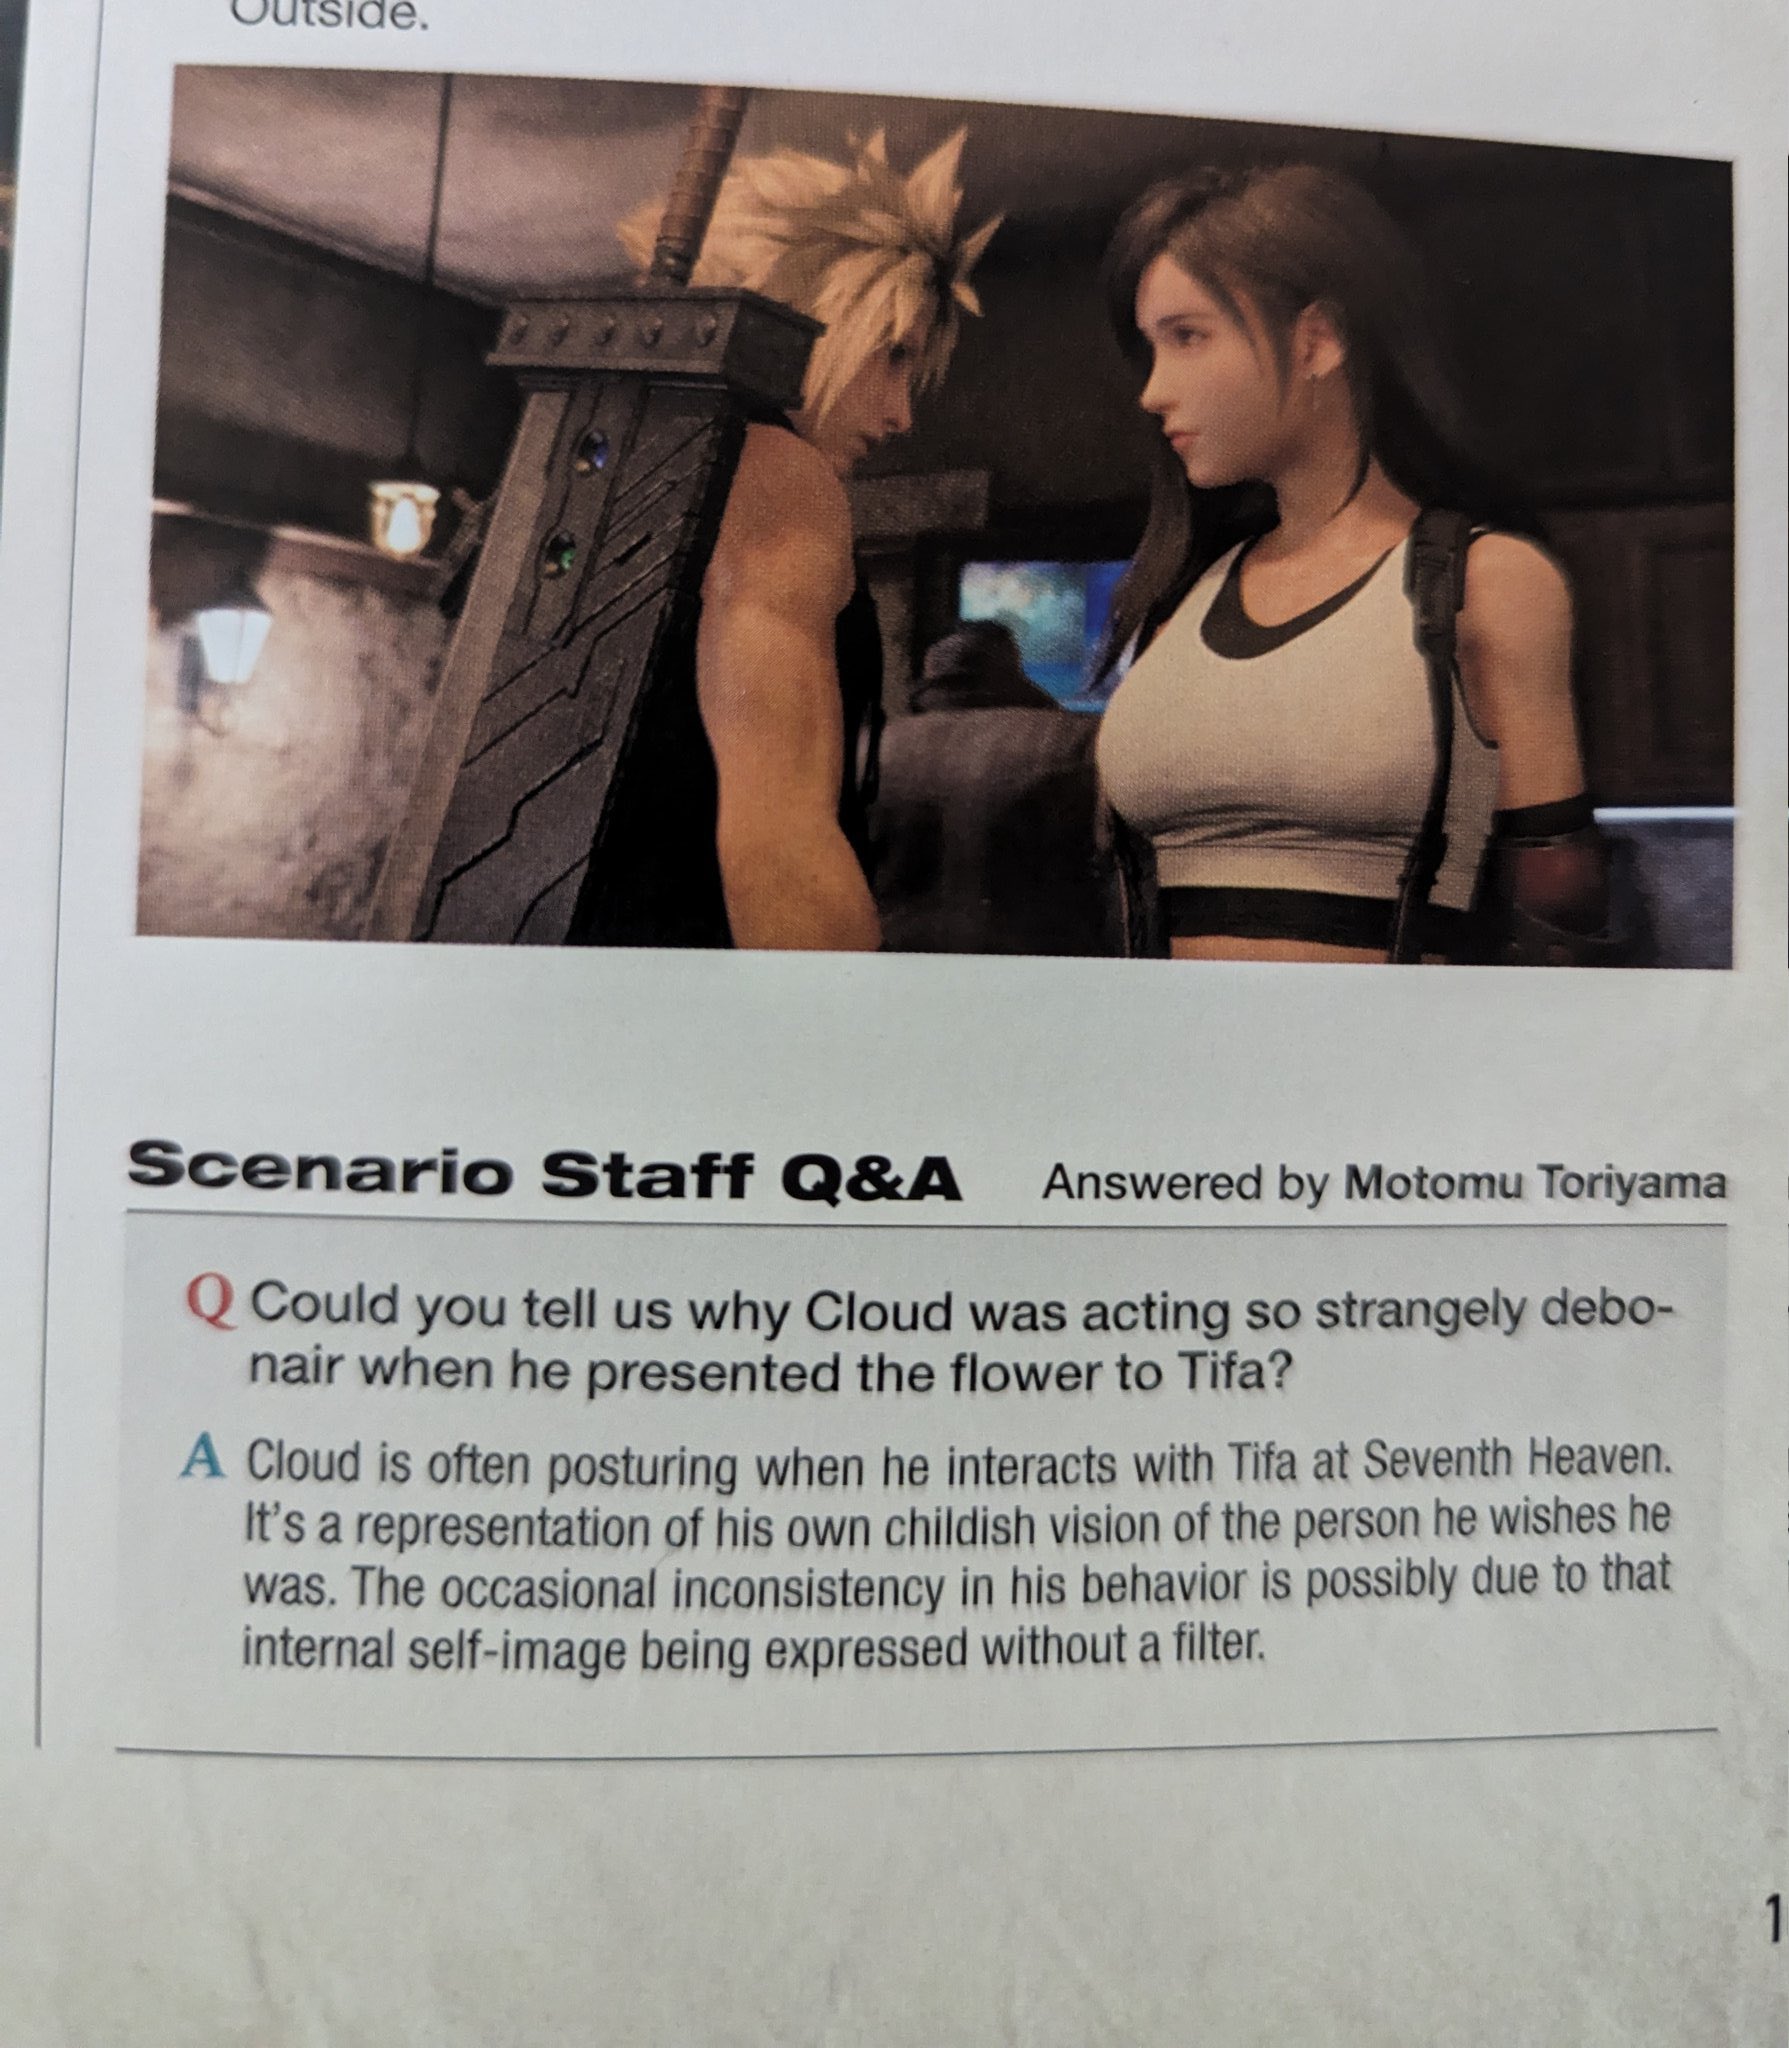 Outside.
Scenario Staff Q&A Answered by Motomu Toriyama
Q Could you tell us why Cloud was acting so strangely debo-
nair when he presented the flower to Tifa?
A Cloud is often posturing when he interacts with Tifa at Seventh Heaven.
It's a representation of his own childish vision of the person he wishes he
was. The occasional inconsistency in his behavior is possibly due to that
internal self-image being expressed without a filter.
1